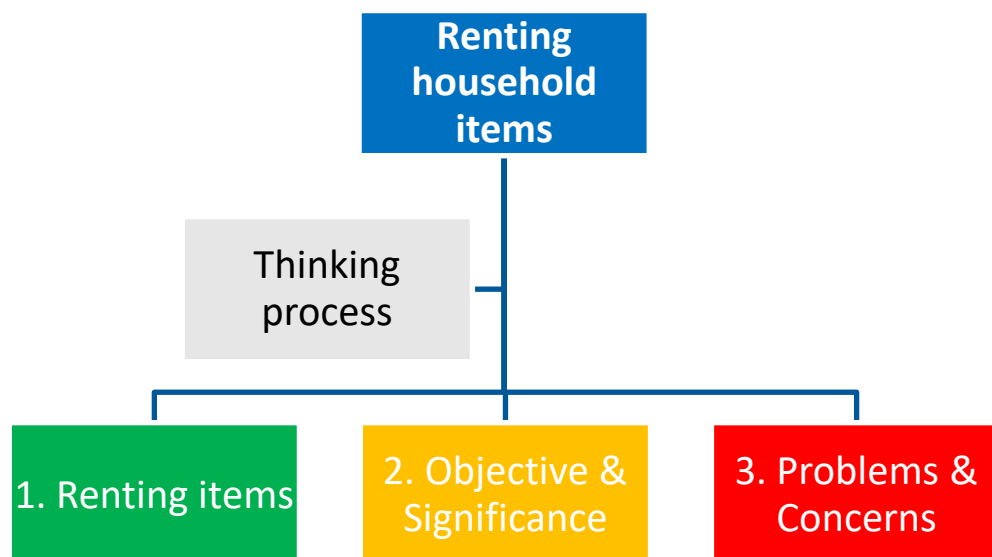 Renting
household
items
Thinking
process
1. Renting items
2. Objective &
Significance
3. Problems &
Concerns